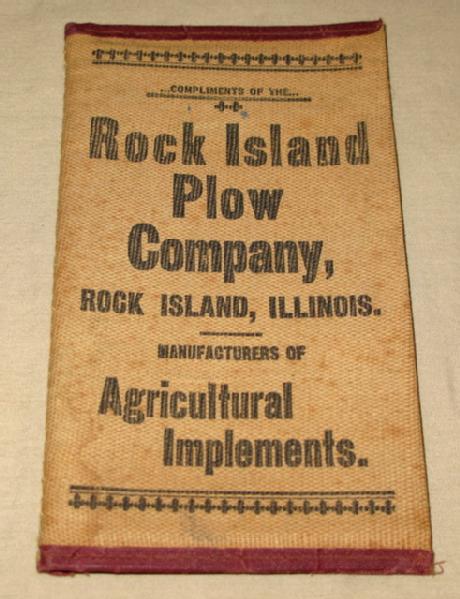 ...COMPLIMENTS OF THE...
Rock Island
Plow
Company,
ROCK ISLAND, ILLINOIS.
MANUFACTURERS OF
Agricultural
Implements..